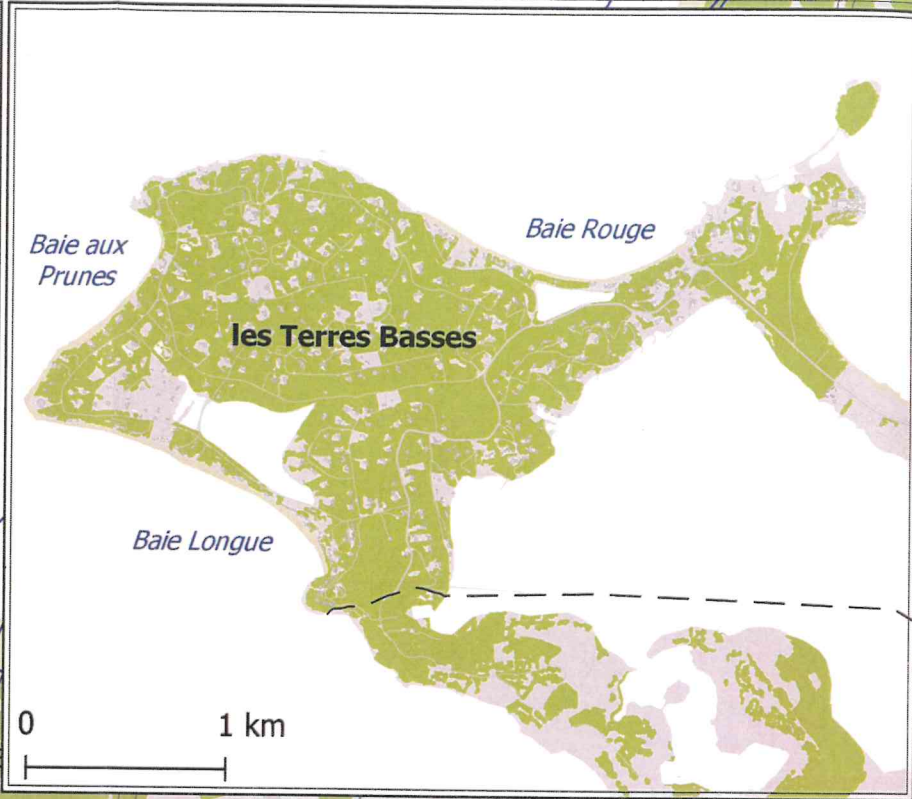 Baie Rouge
Baie aux
Prunes
les Terres Basses
Baie Longue
0 1 km